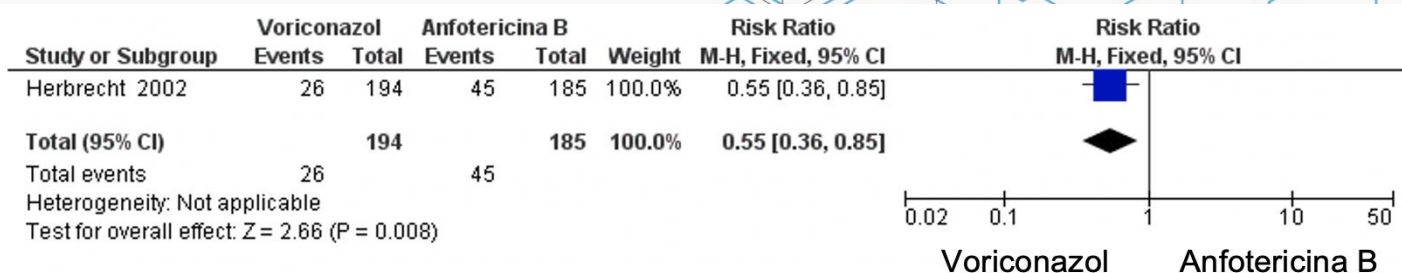 Voriconazol Anfotericina B Risk Ratio Risk Ratio
Study or Subgroup Events Total Events Total Weight M-H, Fixed, 95% CI M-H, Fixed, 95% CI
Herbrecht 2002 26 194 45 185 100.0% 0.55 [0.36, 0.85]
Total (95% CI) 194 185 100.0% 0.55 [0.36, 0.85]
Total events 26 45
Heterogeneity: Not applicable
Test for overall effect: Z = 2.66 (P = 0.008)
0.02 0.1 1 10 50
Voriconazol Anfotericina B